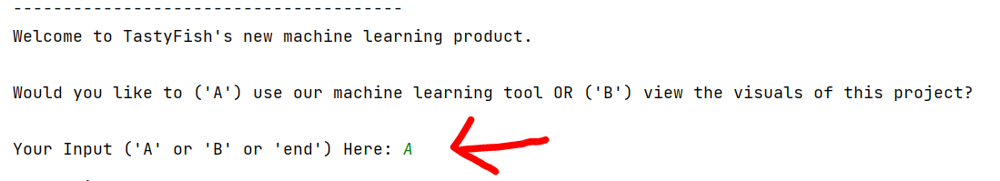 ---------------------------------------
Welcome to TastyFish's new machine learning product.
Would you like to ('A') use our machine learning tool OR ('B') view the visuals of this project?
Your Input ('A' or 'B' or 'end') Here: A